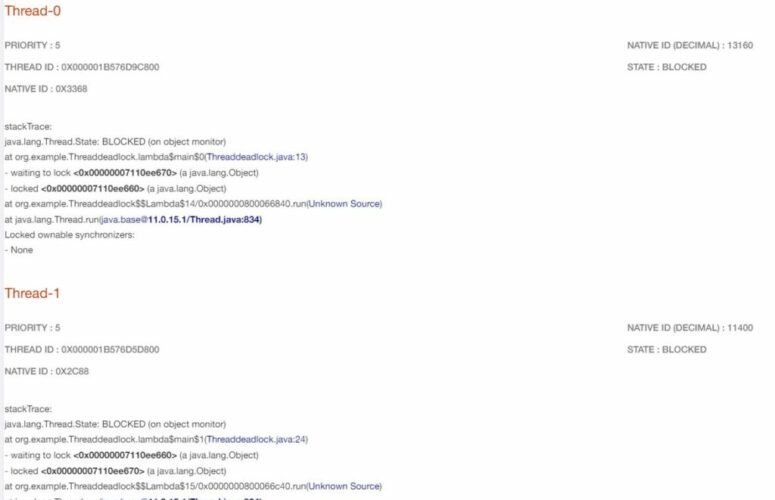 Thread-0
PRIORITY : 5
NATIVE ID (DECIMAL) : 13160
THREAD ID : 0X000001B576D9C800
STATE : BLOCKED
NATIVE ID : 0X3368
stackTrace:
java.lang.Thread.State: BLOCKED (on object monitor)
at org.example.Threaddeadlock.lambda$main$0(Threaddeadlock.java:13)
- waiting to lock <0x00000007110ee670> (a java.lang.Object)
- locked <0x00000007110ee660> (a java.lang.Object)
at org.example.Threaddeadlock$$Lambda$14/0x0000000800066840.run(Unknown Source)
at java.lang.Thread.run(java.base@11.0.15.1/Thread.java:834)
Locked ownable synchronizers:
- None
Thread-1
PRIORITY : 5
NATIVE ID (DECIMAL) : 11400
THREAD ID : 0X000001B576D5D800
STATE : BLOCKED
NATIVE ID : 0X2C88
stackTrace:
java.lang.Thread.State: BLOCKED (on object monitor)
at org.example.Threaddeadlock.lambda$main$1(Threaddeadlock.java:24)
- waiting to lock <0x00000007110ee660> (a java.lang.Object)
- locked <0x00000007110ee670> (a java.lang.Object)
at org.example.Threaddeadlock$$Lambda$15/0x0000000800066c40.run(Unknown Source)